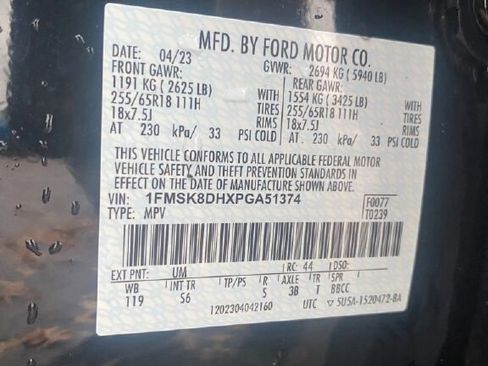 MFD. BY FORD MOTOR CO.
DATE: 04/23 GVWR: 2694 KG ( 5940 LB)
FRONT GAWR: REAR GAWR:
1191 KG ( 2625 LB) WITH 1554 KG ( 3425 LB) WITH
255/65R18 111H TIRES 255/65R18 111H TIRES
18x7.5J RIMS 18x7.5J RIMS
AT 230 kPa/ 33 PSI COLD AT 230 kPa/ 33 PSI COLD
THIS VEHICLE CONFORMS TO ALL APPLICABLE FEDERAL MOTOR
VEHICLE SAFETY AND THEFT PREVENTION STANDARDS IN
EFFECT ON THE DATE OF MANUFACTURE SHOWN ABOVE.
VIN: 1FMSK8DHXPGA51374 F0077
TYPE: MPV T0239
EXT PNT: UM RC: 44 DSO:
WB INT TR TP/PS R AXLE TR SPR
119 S6 S 3B T BBCC
1202304042160 UTC 5U5A-1520472-BA